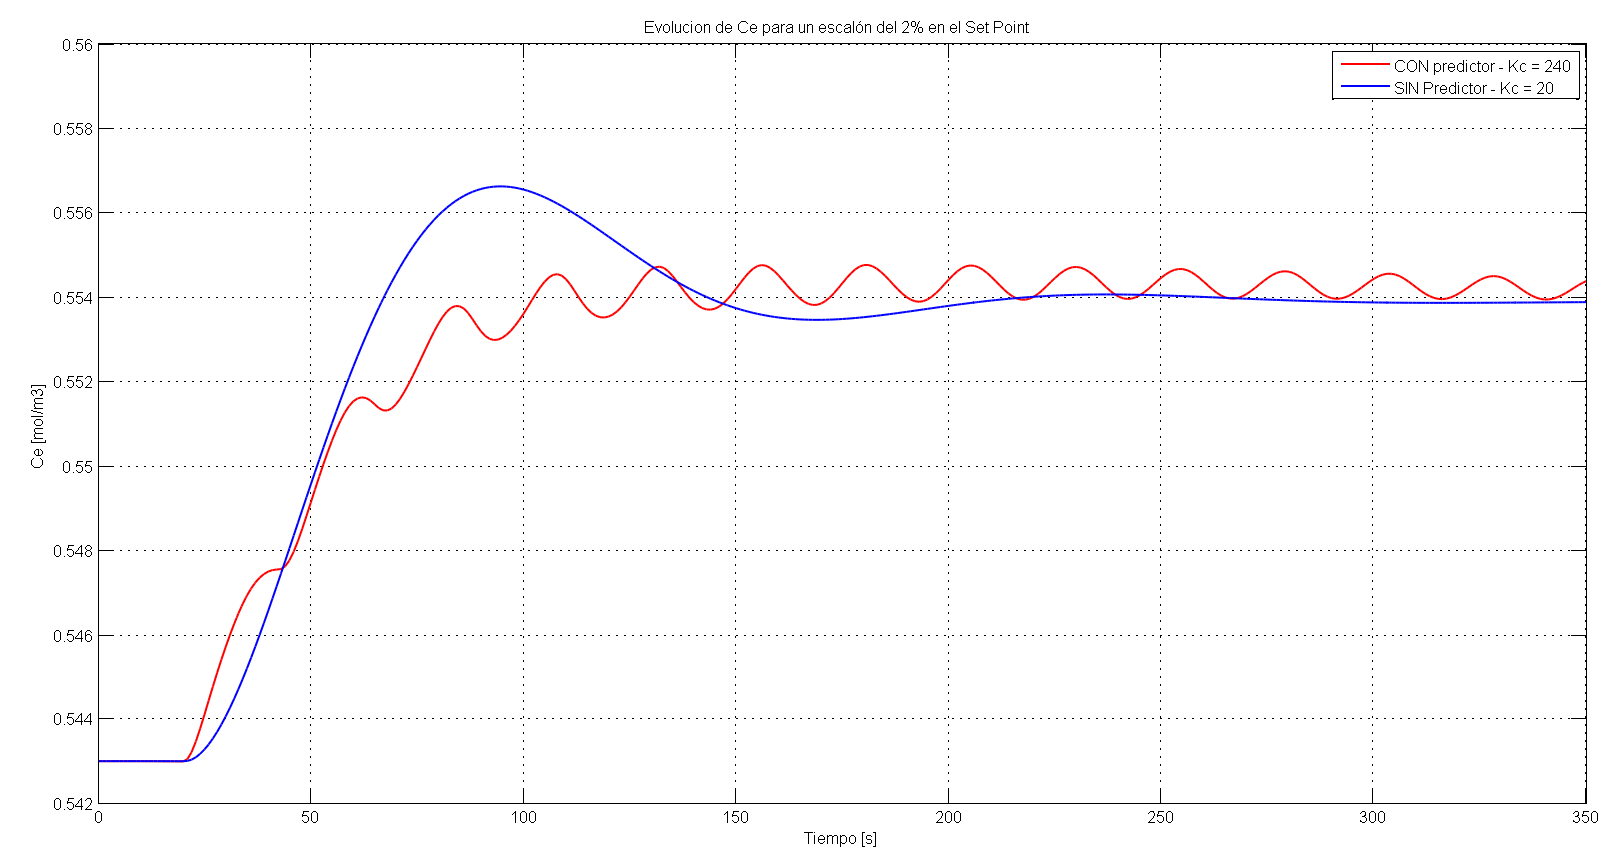 Evolucion de Ce para un escalón del 2% en el Set Point
CON predictor - Kc = 240
SIN Predictor - Kc = 20
0.56
0.558
0.556
0.554
0.552
0.55
0.548
0.546
0.544
0.542
Ce [mol/m3]
0 50 100 150 200 250 300 350
Tiempo [s]